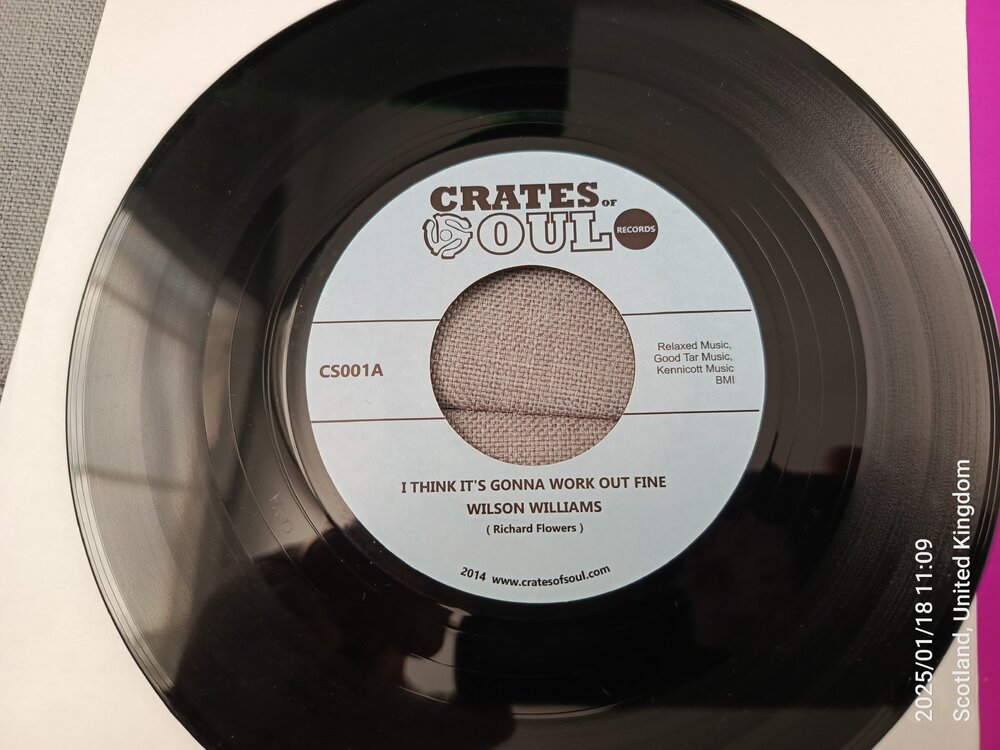 CRATES OF
SOUL RECORDS
CS001A
Relaxed Music,
Good Tar Music,
Kennicott Music
BMI
I THINK IT'S GONNA WORK OUT FINE
WILSON WILLIAMS
( Richard Flowers )
2014 www.cratesofsoul.com
2025/01/18 11:09
Scotland, United Kingdom